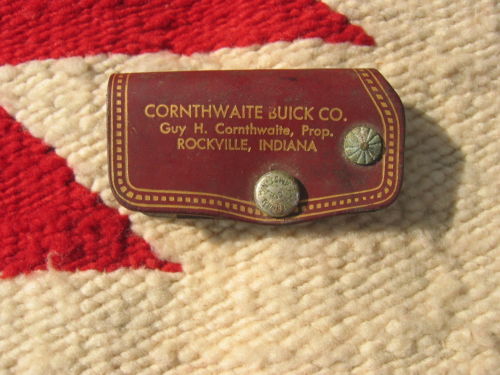 CORNTHWAITE BUICK CO.
Guy H. Cornthwaite, Prop.
ROCKVILLE, INDIANA